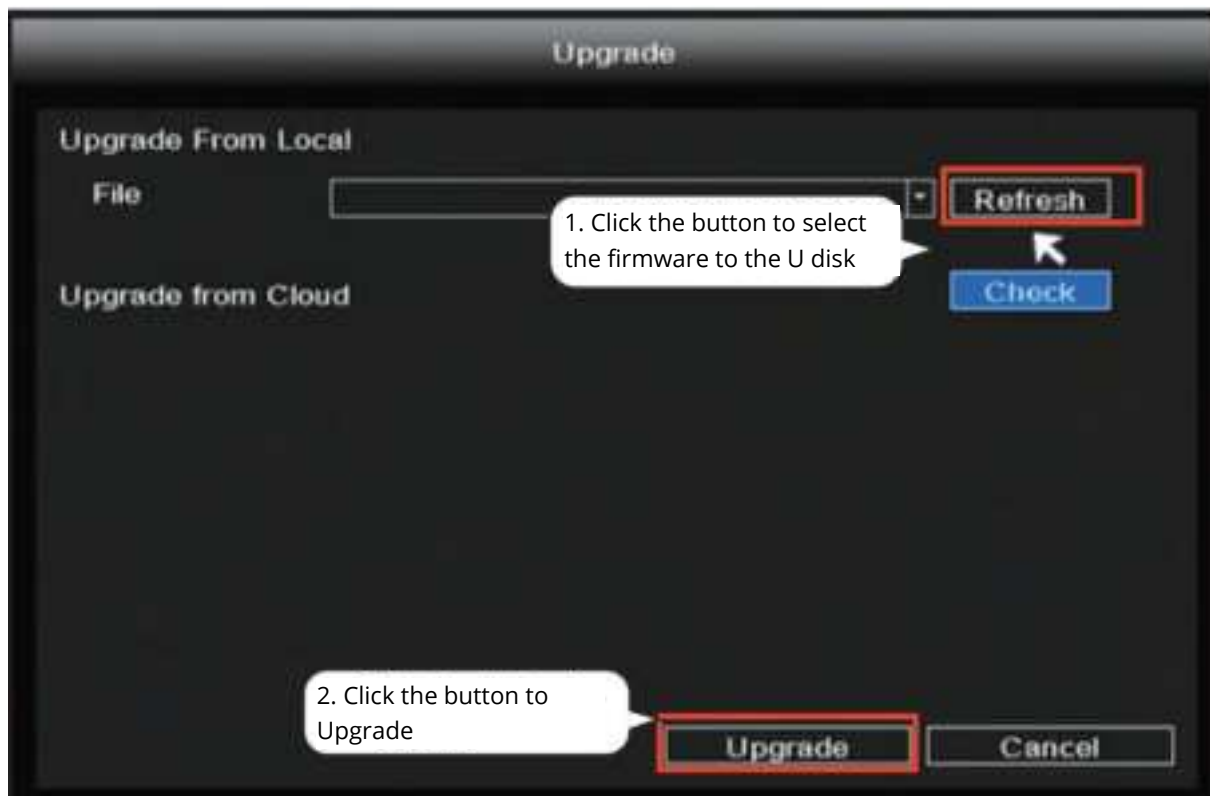 Upgrade
Upgrade From Local
File
Refresh
1. Click the button to select
the firmware to the U disk
Upgrade from Cloud
Check
2. Click the button to
Upgrade
Upgrade
Cancel